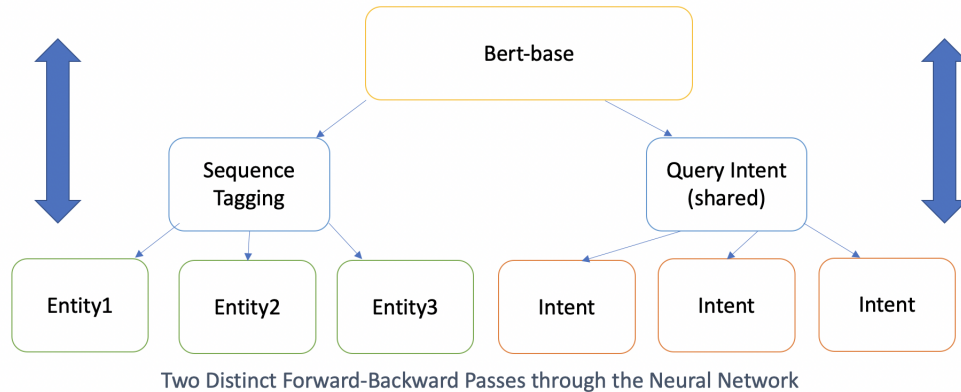 Bert-base
Sequence
Tagging
Query Intent
(shared)
Entity1
Entity2
Entity3
Intent
Intent
Intent
Two Distinct Forward-Backward Passes through the Neural Network